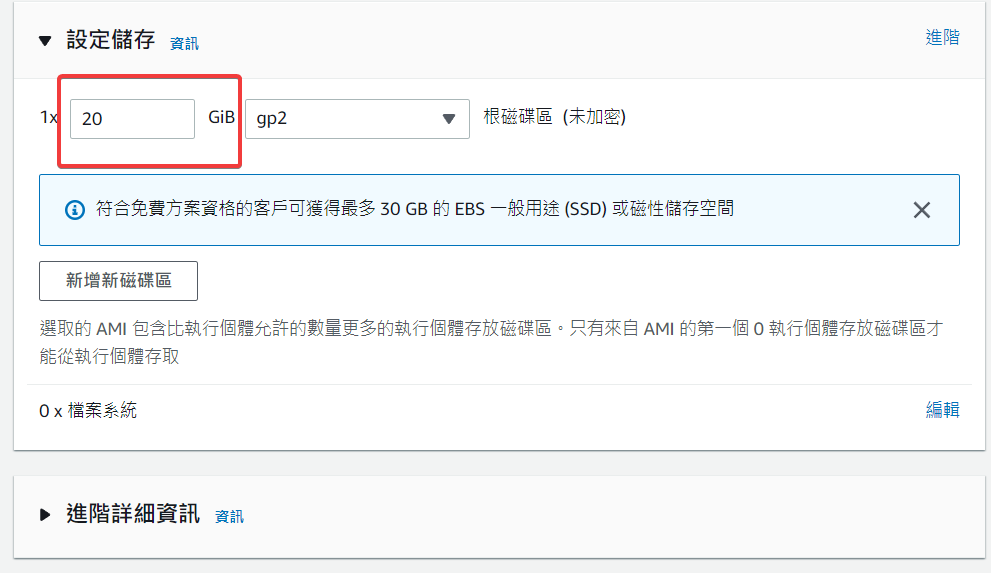 設定儲存 資訊 進階
1x 20 GiB gp2 根磁碟區 (未加密)
符合免費方案資格的客戶可獲得最多 30 GB 的 EBS 一般用途 (SSD) 或磁性儲存空間
新增新磁碟區
選取的 AMI 包含比執行個體允許的數量更多的執行個體存放磁碟區。只有來自 AMI 的第一個 0 執行個體存放磁碟區才
能從執行個體存取
0 x 檔案系統 編輯
進階詳細資訊 資訊